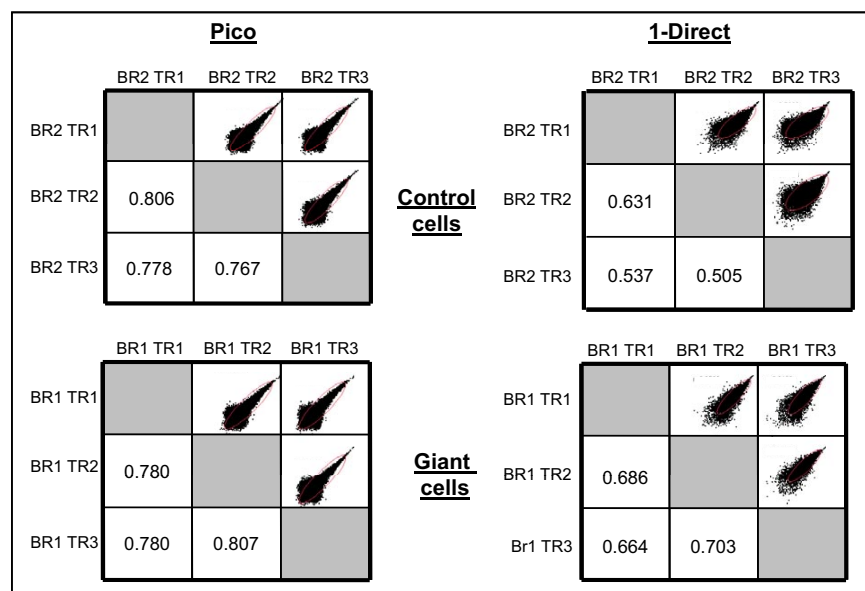 Pico
1-Direct
BR2 TR1 BR2 TR2 BR2 TR3
BR2 TR1 BR2 TR2 BR2 TR3
BR2 TR1
BR2 TR1
BR2 TR2
0.806
Control
cells
BR2 TR2
0.631
BR2 TR3
0.778
0.767
BR2 TR3
0.537
0.505
BR1 TR1 BR1 TR2 BR1 TR3
BR1 TR1 BR1 TR2 BR1 TR3
BR1 TR1
BR1 TR1
BR1 TR2
0.780
Giant
cells
BR1 TR2
0.686
BR1 TR3
0.780
0.807
Br1 TR3
0.664
0.703